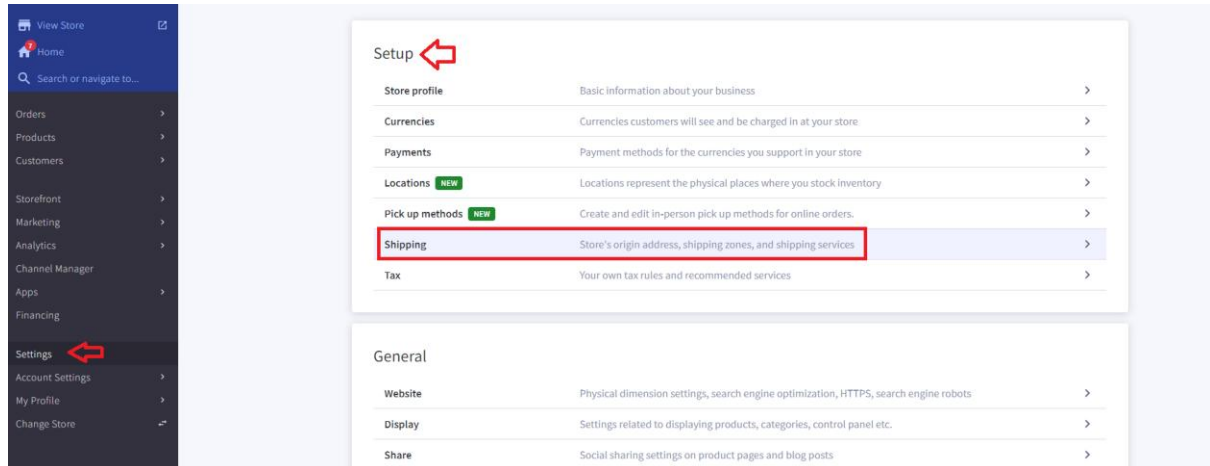 View Store
7
Home
Search or navigate to...
Orders
Products
Customers
Storefront
Marketing
Analytics
Channel Manager
Apps
Financing
Settings
Account Settings
My Profile
Change Store
Setup
Store profile Basic information about your business
Currencies Currencies customers will see and be charged in at your store
Payments Payment methods for the currencies you support in your store
Locations NEW Locations represent the physical places where you stock inventory
Pick up methods NEW Create and edit in-person pick up methods for online orders.
Shipping Store's origin address, shipping zones, and shipping services
Tax Your own tax rules and recommended services
General
Website Physical dimension settings, search engine optimization, HTTPS, search engine robots
Display Settings related to displaying products, categories, control panel etc.
Share Social sharing settings on product pages and blog posts